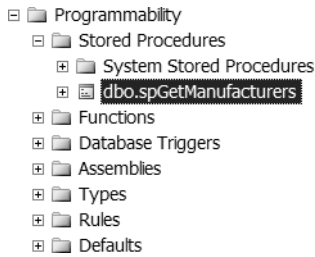 Programmability
Stored Procedures
System Stored Procedures
dbo.spGetManufacturers
Functions
Database Triggers
Assemblies
Types
Rules
Defaults